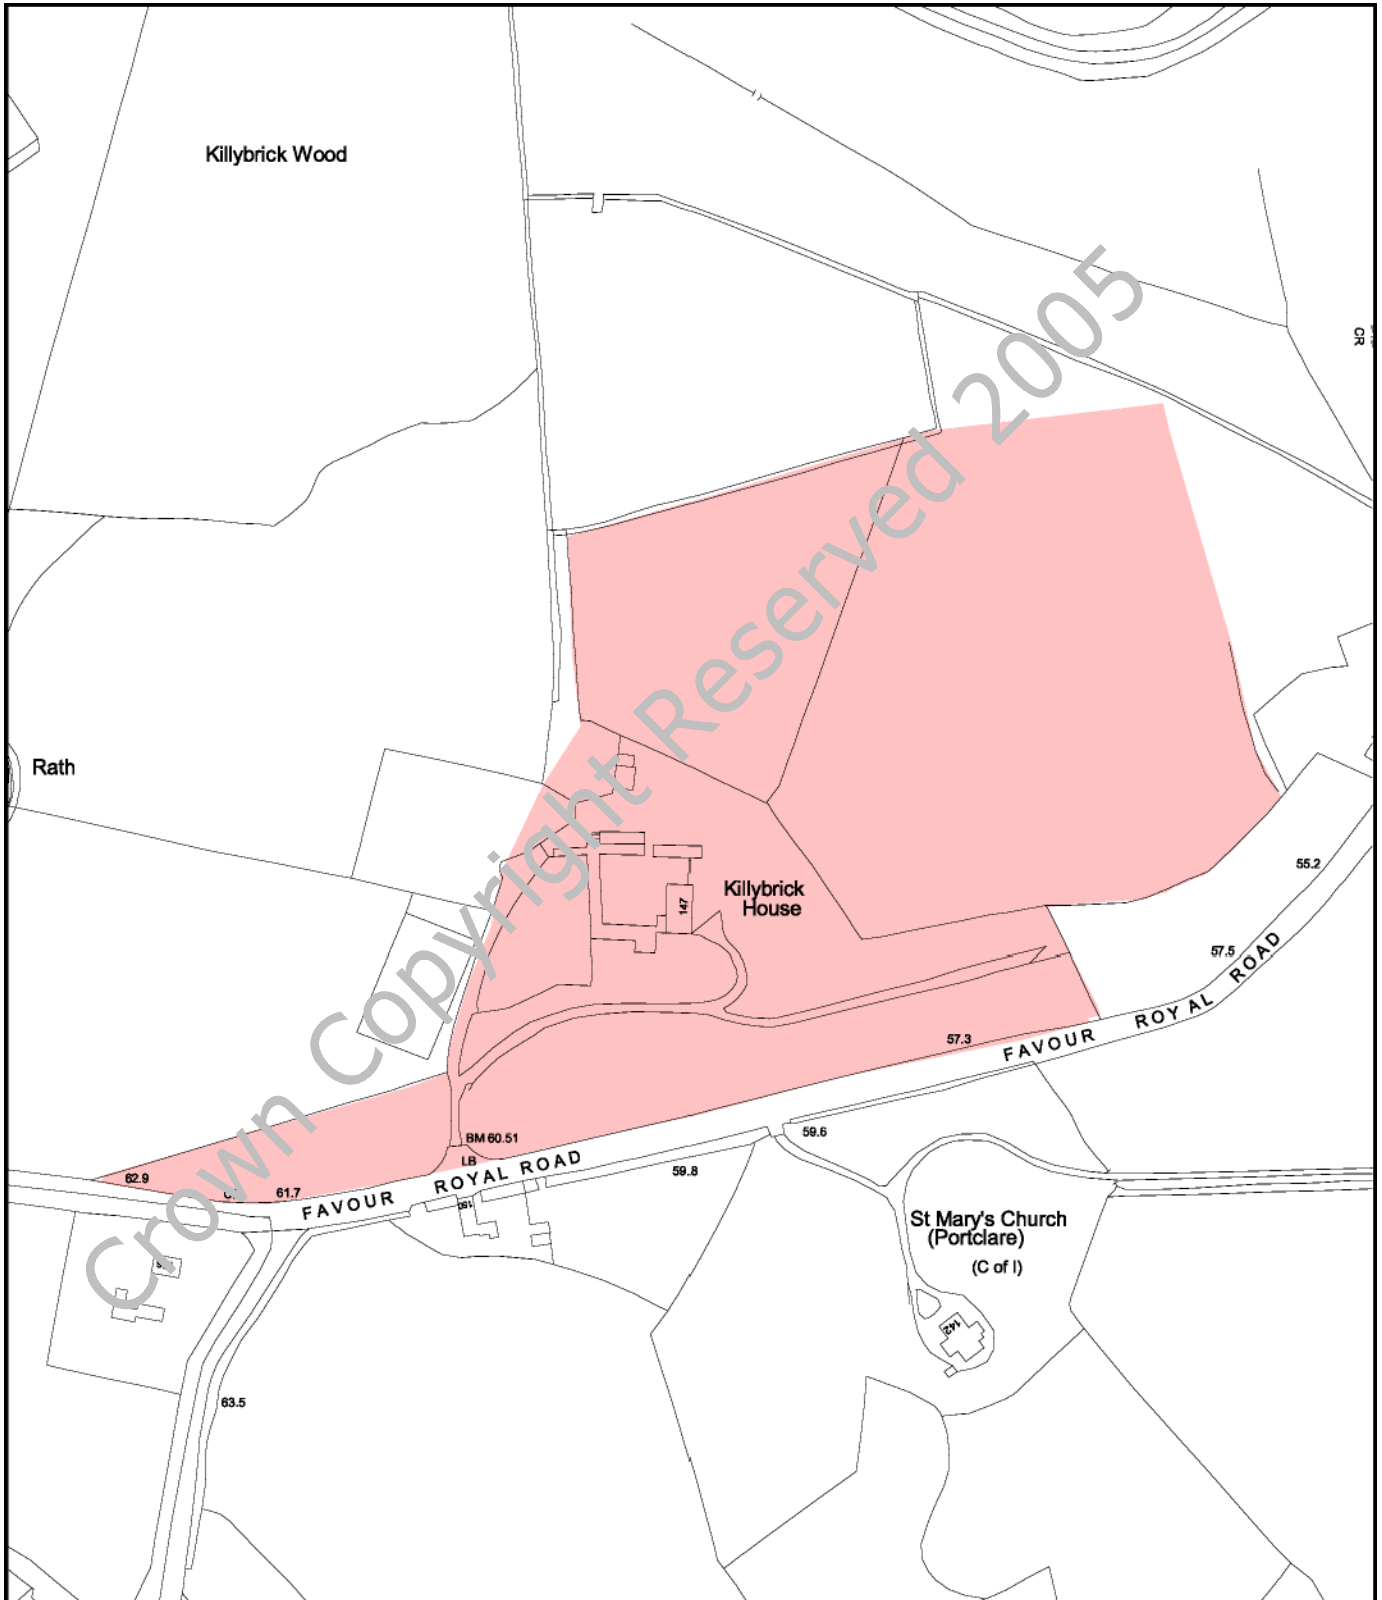 Killybrick Wood
CR
Crown Copyright Reserved 2005
Rath
55.2
Killybrick
House
147
57.5
57.3
FAVOUR ROYAL ROAD
BM 60.51
59.6
LB
FAVOUR ROYAL ROAD
59.8
62.9
61.7
150
St Mary's Church
(Portclare)
(C of I)
142
63.5